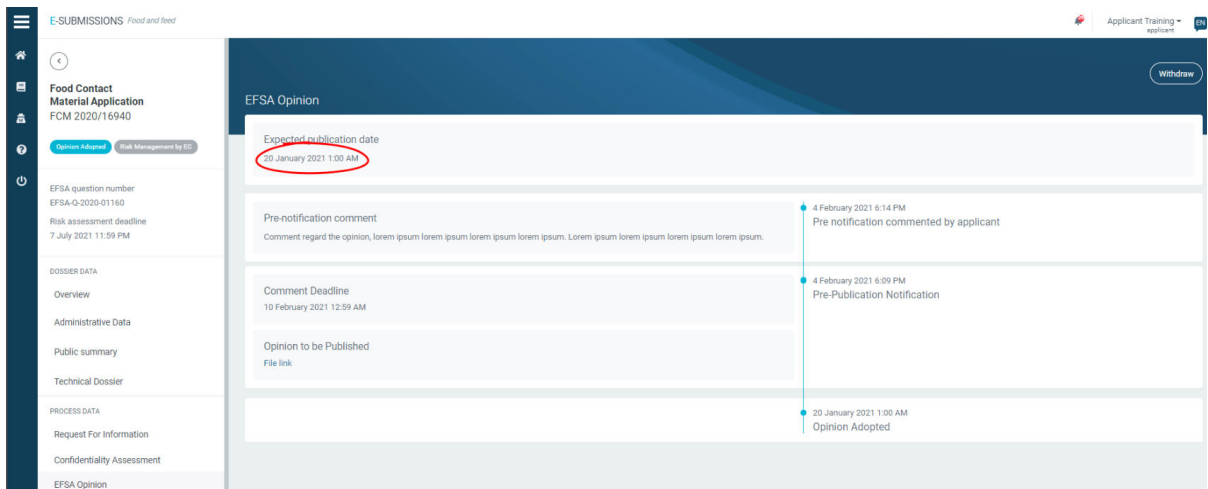 E-SUBMISSIONS Food and feed
Applicant Training
applicant
EN
Food Contact
Material Application
FCM 2020/16940
Opinion Adopted
Risk Management by EC
EFSA question number
EFSA-Q-2020-01160
Risk assessment deadline
7 July 2021 11:59 PM
DOSSIER DATA
Overview
Administrative Data
Public summary
Technical Dossier
PROCESS DATA
Request For Information
Confidentiality Assessment
EFSA Opinion
Withdraw
EFSA Opinion
Expected publication date
20 January 2021 1:00 AM
Pre-notification comment
Comment regard the opinion, lorem ipsum lorem ipsum lorem ipsum lorem ipsum. Lorem ipsum lorem ipsum lorem ipsum lorem ipsum.
4 February 2021 6:14 PM
Pre notification commented by applicant
Comment Deadline
10 February 2021 12:59 AM
Opinion to be Published
File link
4 February 2021 6:09 PM
Pre-Publication Notification
20 January 2021 1:00 AM
Opinion Adopted